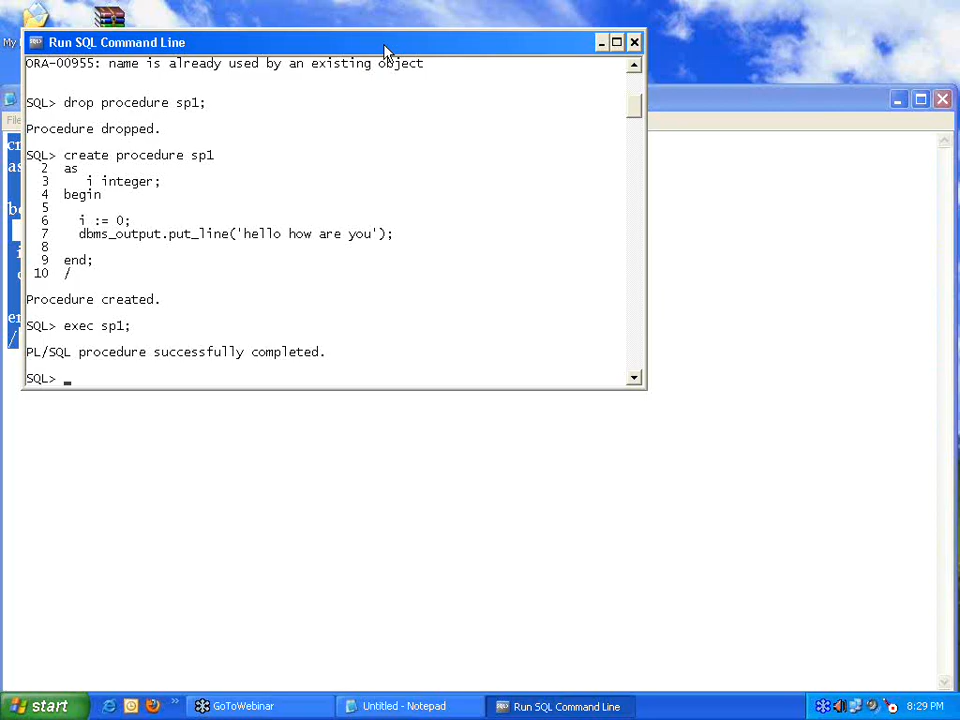 My
Run SQL Command Line
ORA-00955: name is already used by an existing object
SQL> drop procedure sp1;
Procedure dropped.
SQL> create procedure sp1
2 as
3 i integer;
4 begin
5
6 i := 0;
7 dbms_output.put_line('hello how are you');
8
9 end;
10 /
Procedure created.
SQL> exec sp1;
PL/SQL procedure successfully completed.
SQL> _
File
as
/
start
GoToWebinar
Untitled - Notepad
Run SQL Command Line
8:29 PM